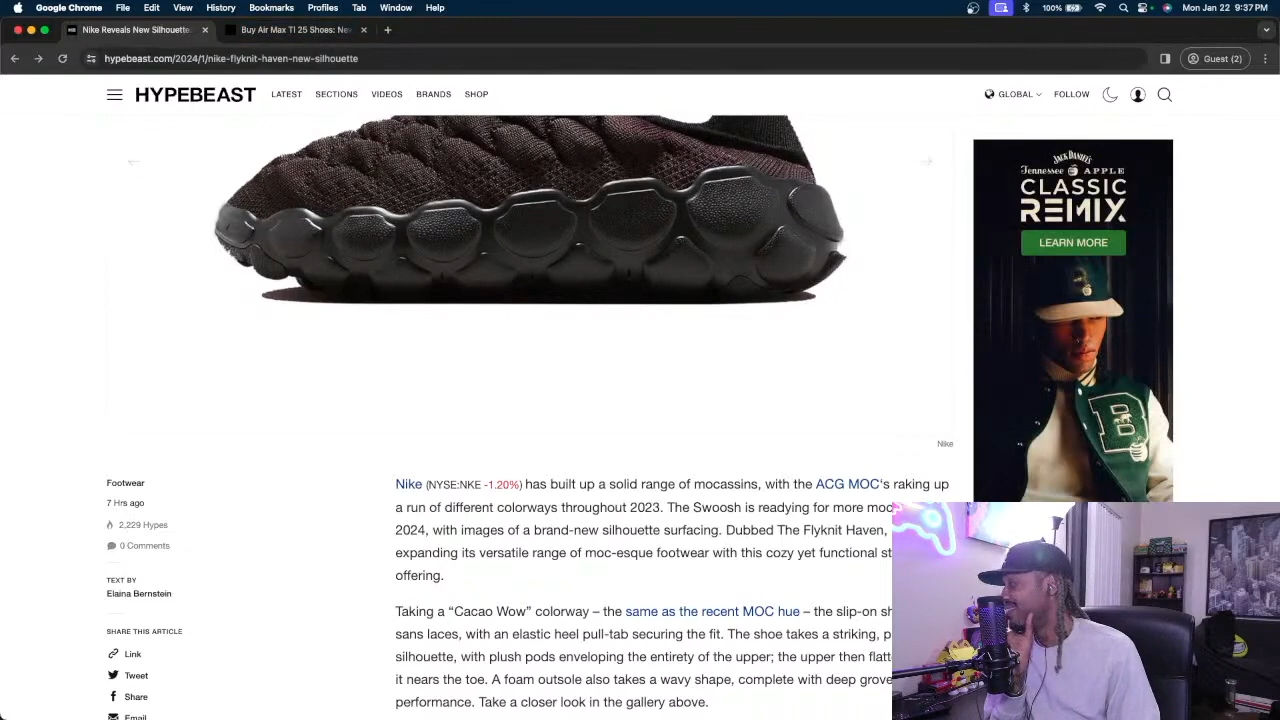 Google Chrome File Edit View History Bookmarks Profiles Tab Window Help 100% Mon Jan 22 9:37 PM
Nike Reveals New Silhouette Buy Air Max TL 25 Shoes: Nev
hypebeast.com/2024/1/nike-flyknit-haven-new-silhouette Guest (2)
HYPEBEAST LATEST SECTIONS VIDEOS BRANDS SHOP GLOBAL FOLLOW
JACK DANIEL'S
Tennessee APPLE
CLASSIC
REMIX
LEARN MORE
B
Nike
Footwear
7 Hrs ago
2,229 Hypes
0 Comments
TEXT BY
Elaina Bernstein
SHARE THIS ARTICLE
Link
Tweet
Share
Email
Nike (NYSE:NKE -1.20%) has built up a solid range of mocassins, with the ACG MOC's raking up
a run of different colorways throughout 2023. The Swoosh is readying for more moc
2024, with images of a brand-new silhouette surfacing. Dubbed The Flyknit Haven,
expanding its versatile range of moc-esque footwear with this cozy yet functional st
offering.
Taking a “Cacao Wow” colorway – the same as the recent MOC hue – the slip-on sh
sans laces, with an elastic heel pull-tab securing the fit. The shoe takes a striking, p
silhouette, with plush pods enveloping the entirety of the upper; the upper then flatt
it nears the toe. A foam outsole also takes a wavy shape, complete with deep grove
performance. Take a closer look in the gallery above.